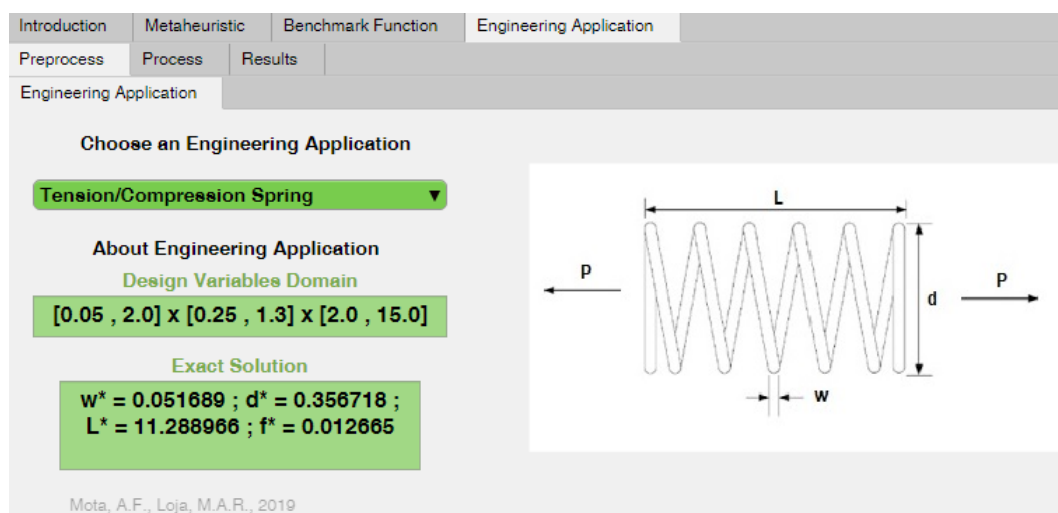 Introduction Metaheuristic Benchmark Function Engineering Application
Preprocess Process Results
Engineering Application
Choose an Engineering Application
Tension/Compression Spring
About Engineering Application
Design Variables Domain
[0.05 , 2.0] x [0.25 , 1.3] x [2.0 , 15.0]
Exact Solution
w* = 0.051689 ; d* = 0.356718 ;
L* = 11.288966 ; f* = 0.012665
Mota, A.F., Loja, M.A.R., 2019
L
P
d
P
w